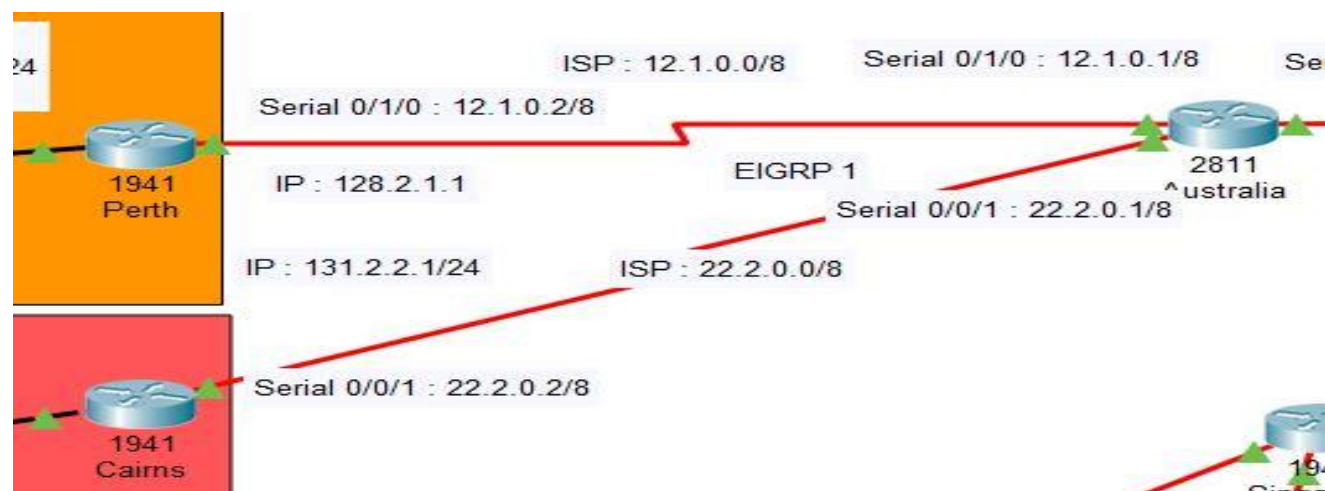 24
ISP : 12.1.0.0/8
Serial 0/1/0 : 12.1.0.1/8
Serial 0/1/0 : 12.1.0.2/8
1941
Perth
IP : 128.2.1.1
EIGRP 1
2811
Australia
Serial 0/0/1 : 22.2.0.1/8
IP : 131.2.2.1/24
ISP : 22.2.0.0/8
Serial 0/0/1 : 22.2.0.2/8
1941
Cairns